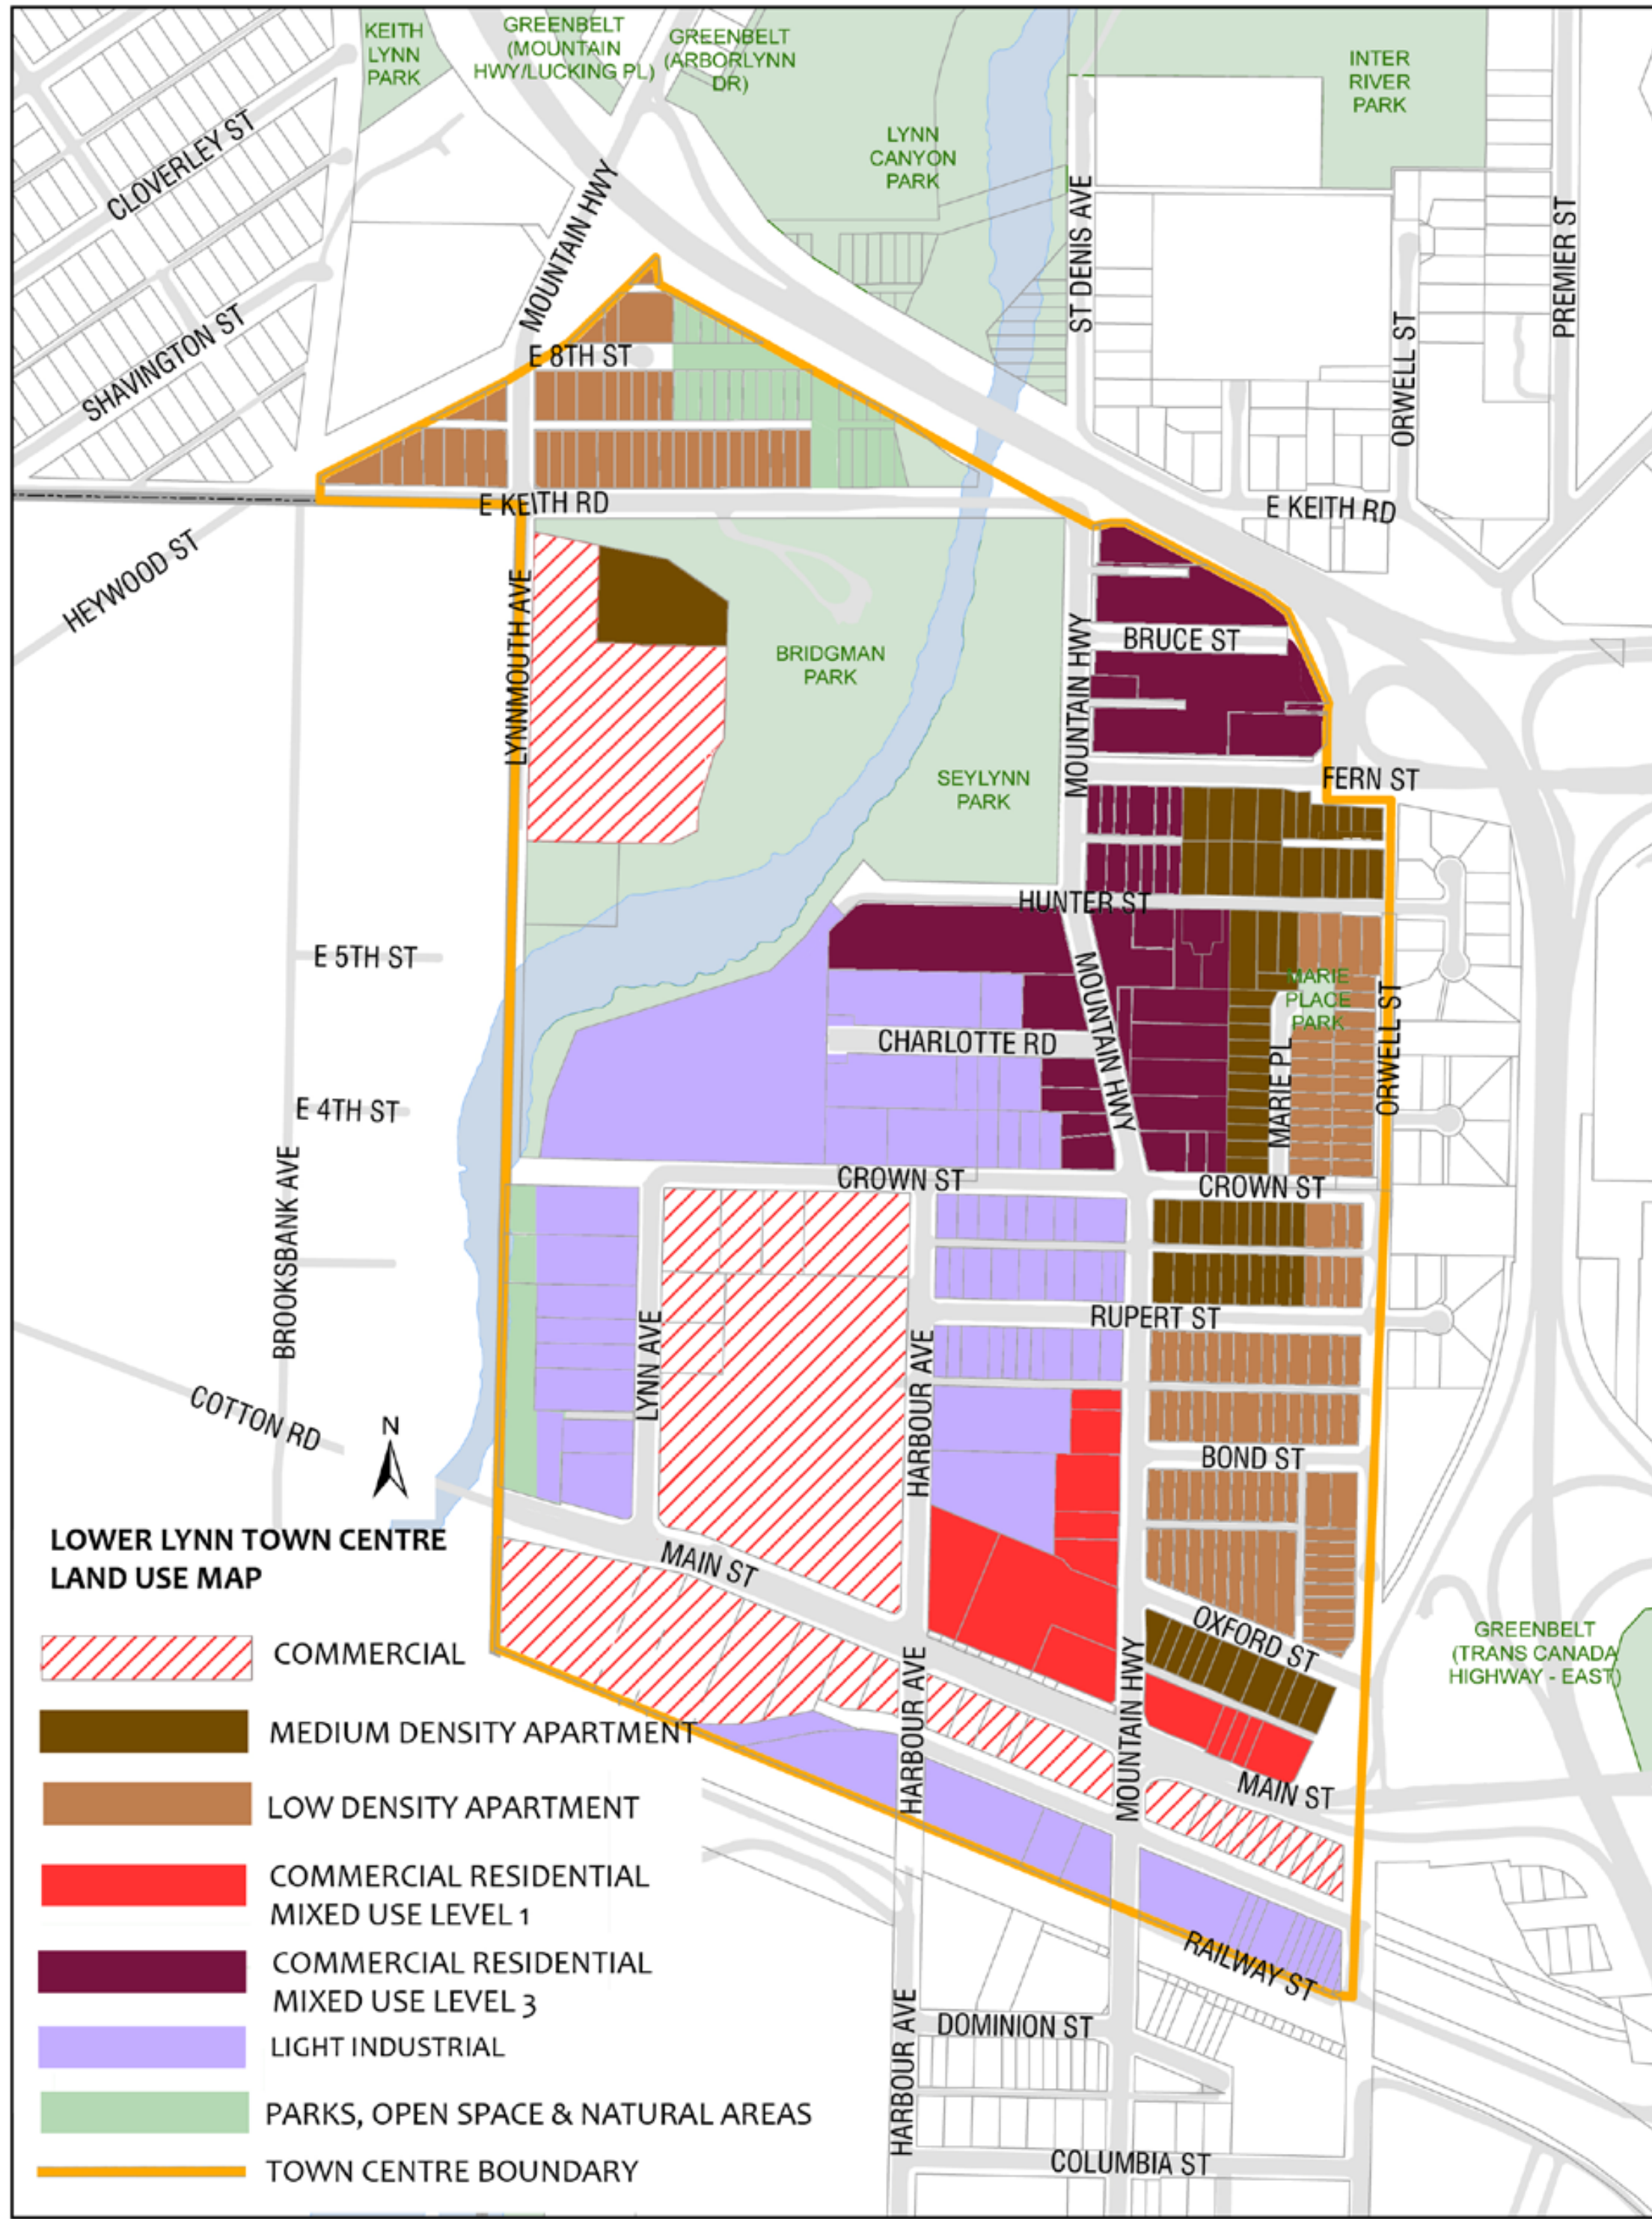 KEITH
LYNN
PARK
GREENBELT
(MOUNTAIN
HWY/LUCKING PL)
GREENBELT
(ARBORLYNN
DR)
INTER
RIVER
PARK
LYNN
CANYON
PARK
CLOVERLEY ST
MOUNTAIN HWY
ST DENIS AVE
PREMIER ST
SHAVINGTON ST
ORWELL ST
E 8TH ST
E KEITH RD
E KEITH RD
HEYWOOD ST
LYNNMOUTH AVE
BRIDGMAN
PARK
MOUNTAIN HWY
BRUCE ST
SEYLYNN
PARK
FERN ST
HUNTER ST
E 5TH ST
MOUNTAIN HWY
MARIE
PLACE
PARK
CHARLOTTE RD
MARIE PL
ORWELL ST
E 4TH ST
BROOKSBANK AVE
CROWN ST
CROWN ST
LYNN AVE
HARBOUR AVE
RUPERT ST
COTTON RD
N
BOND ST
LOWER LYNN TOWN CENTRE
LAND USE MAP
MAIN ST
OXFORD ST
GREENBELT
(TRANS CANADA
HIGHWAY - EAST)
COMMERCIAL
HARBOUR AVE
MOUNTAIN HWY
MEDIUM DENSITY APARTMENT
MAIN ST
LOW DENSITY APARTMENT
COMMERCIAL RESIDENTIAL
MIXED USE LEVEL 1
COMMERCIAL RESIDENTIAL
MIXED USE LEVEL 3
RAILWAY ST
HARBOUR AVE
DOMINION ST
LIGHT INDUSTRIAL
PARKS, OPEN SPACE & NATURAL AREAS
COLUMBIA ST
TOWN CENTRE BOUNDARY